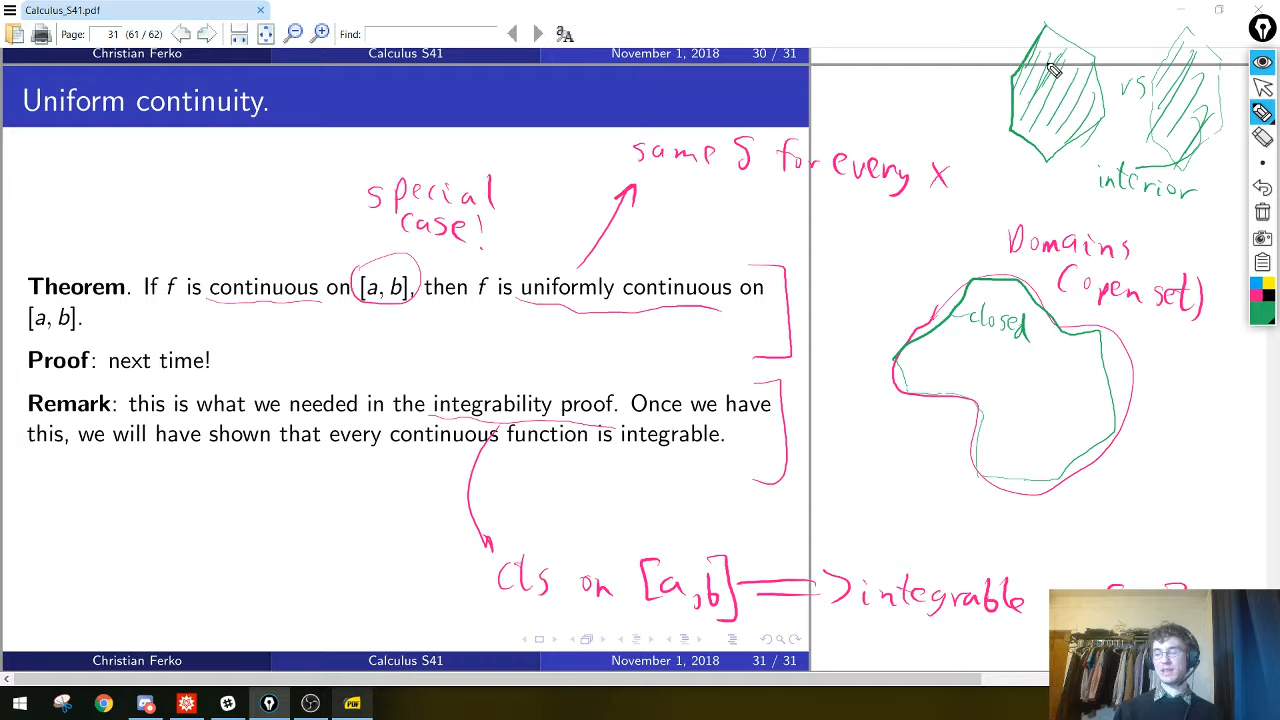 Calculus_S41.pdf
Page: 31 (61 / 62) Find:
Christian Ferko Calculus S41 November 1, 2018 30 / 31
Uniform continuity.
same δ for every x
special
case!
Theorem. If f is continuous on [a, b], then f is uniformly continuous on
[a, b].
Proof: next time!
Remark: this is what we needed in the integrability proof. Once we have
this, we will have shown that every continuous function is integrable.
cts on [a,b] => integrable
Christian Ferko Calculus S41 November 1, 2018 31 / 31
vs
interior
Domains
(open set)
closed
PDF